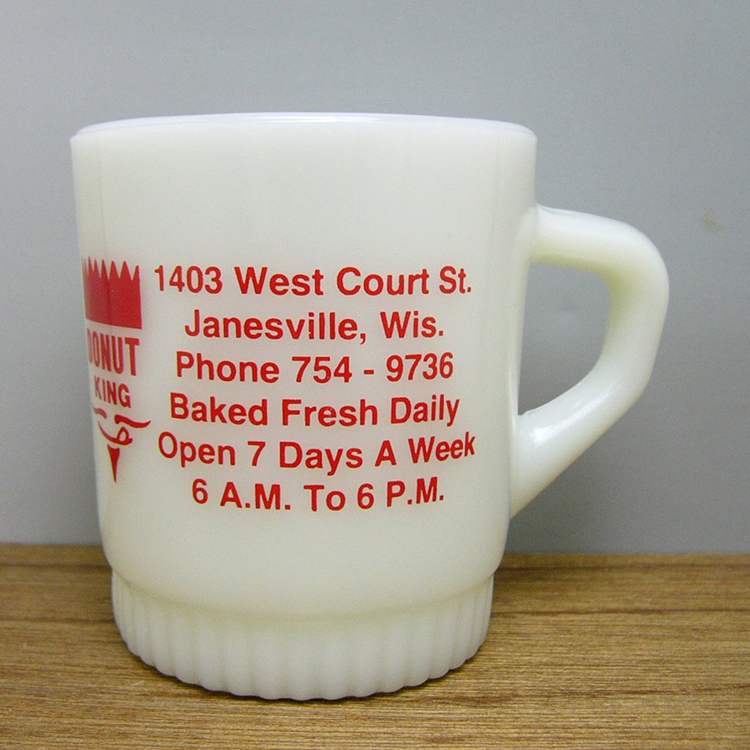 DONUT
KING
1403 West Court St.
Janesville, Wis.
Phone 754 - 9736
Baked Fresh Daily
Open 7 Days A Week
6 A.M. To 6 P.M.